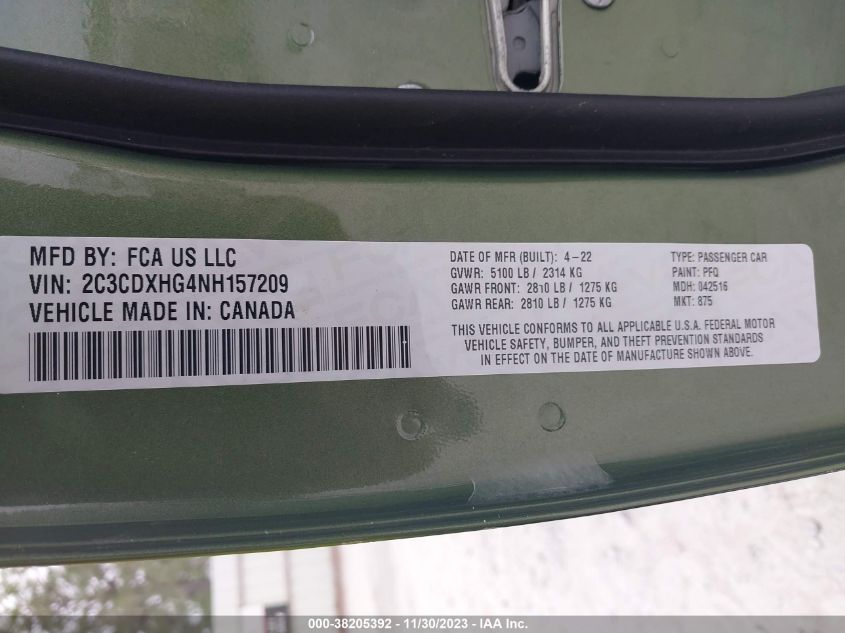 MFD BY: FCA US LLC
VIN: 2C3CDXHG4NH157209
VEHICLE MADE IN: CANADA
DATE OF MFR (BUILT): 4-22
GVWR: 5100 LB / 2314 KG
GAWR FRONT: 2810 LB / 1275 KG
GAWR REAR: 2810 LB / 1275 KG
TYPE: PASSENGER CAR
PAINT: PFQ
MDH: 042516
MKT: 875
THIS VEHICLE CONFORMS TO ALL APPLICABLE U.S.A. FEDERAL MOTOR
VEHICLE SAFETY, BUMPER, AND THEFT PREVENTION STANDARDS
IN EFFECT ON THE DATE OF MANUFACTURE SHOWN ABOVE.
000-38205392 - 11/30/2023 - IAA Inc.